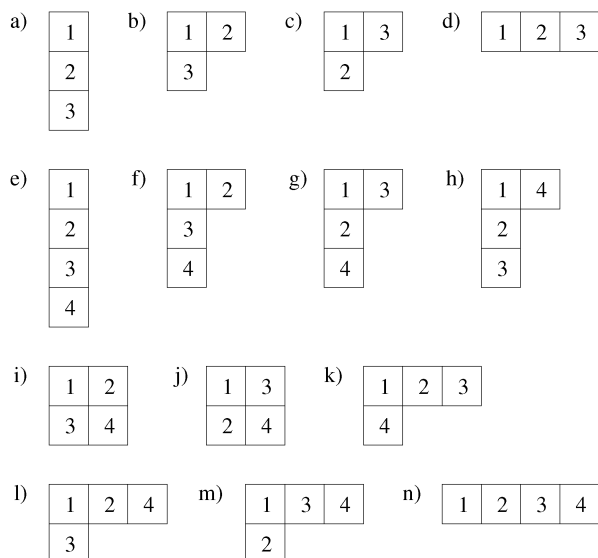 a) 1 b) 1 2 c) 1 3 d) 1 2 3
2 3 2
3
e) 1 f) 1 2 g) 1 3 h) 1 4
2 3 2 2
3 4 4 3
4
i) 1 2 j) 1 3 k) 1 2 3
3 4 2 4 4
l) 1 2 4 m) 1 3 4 n) 1 2 3 4
3 2